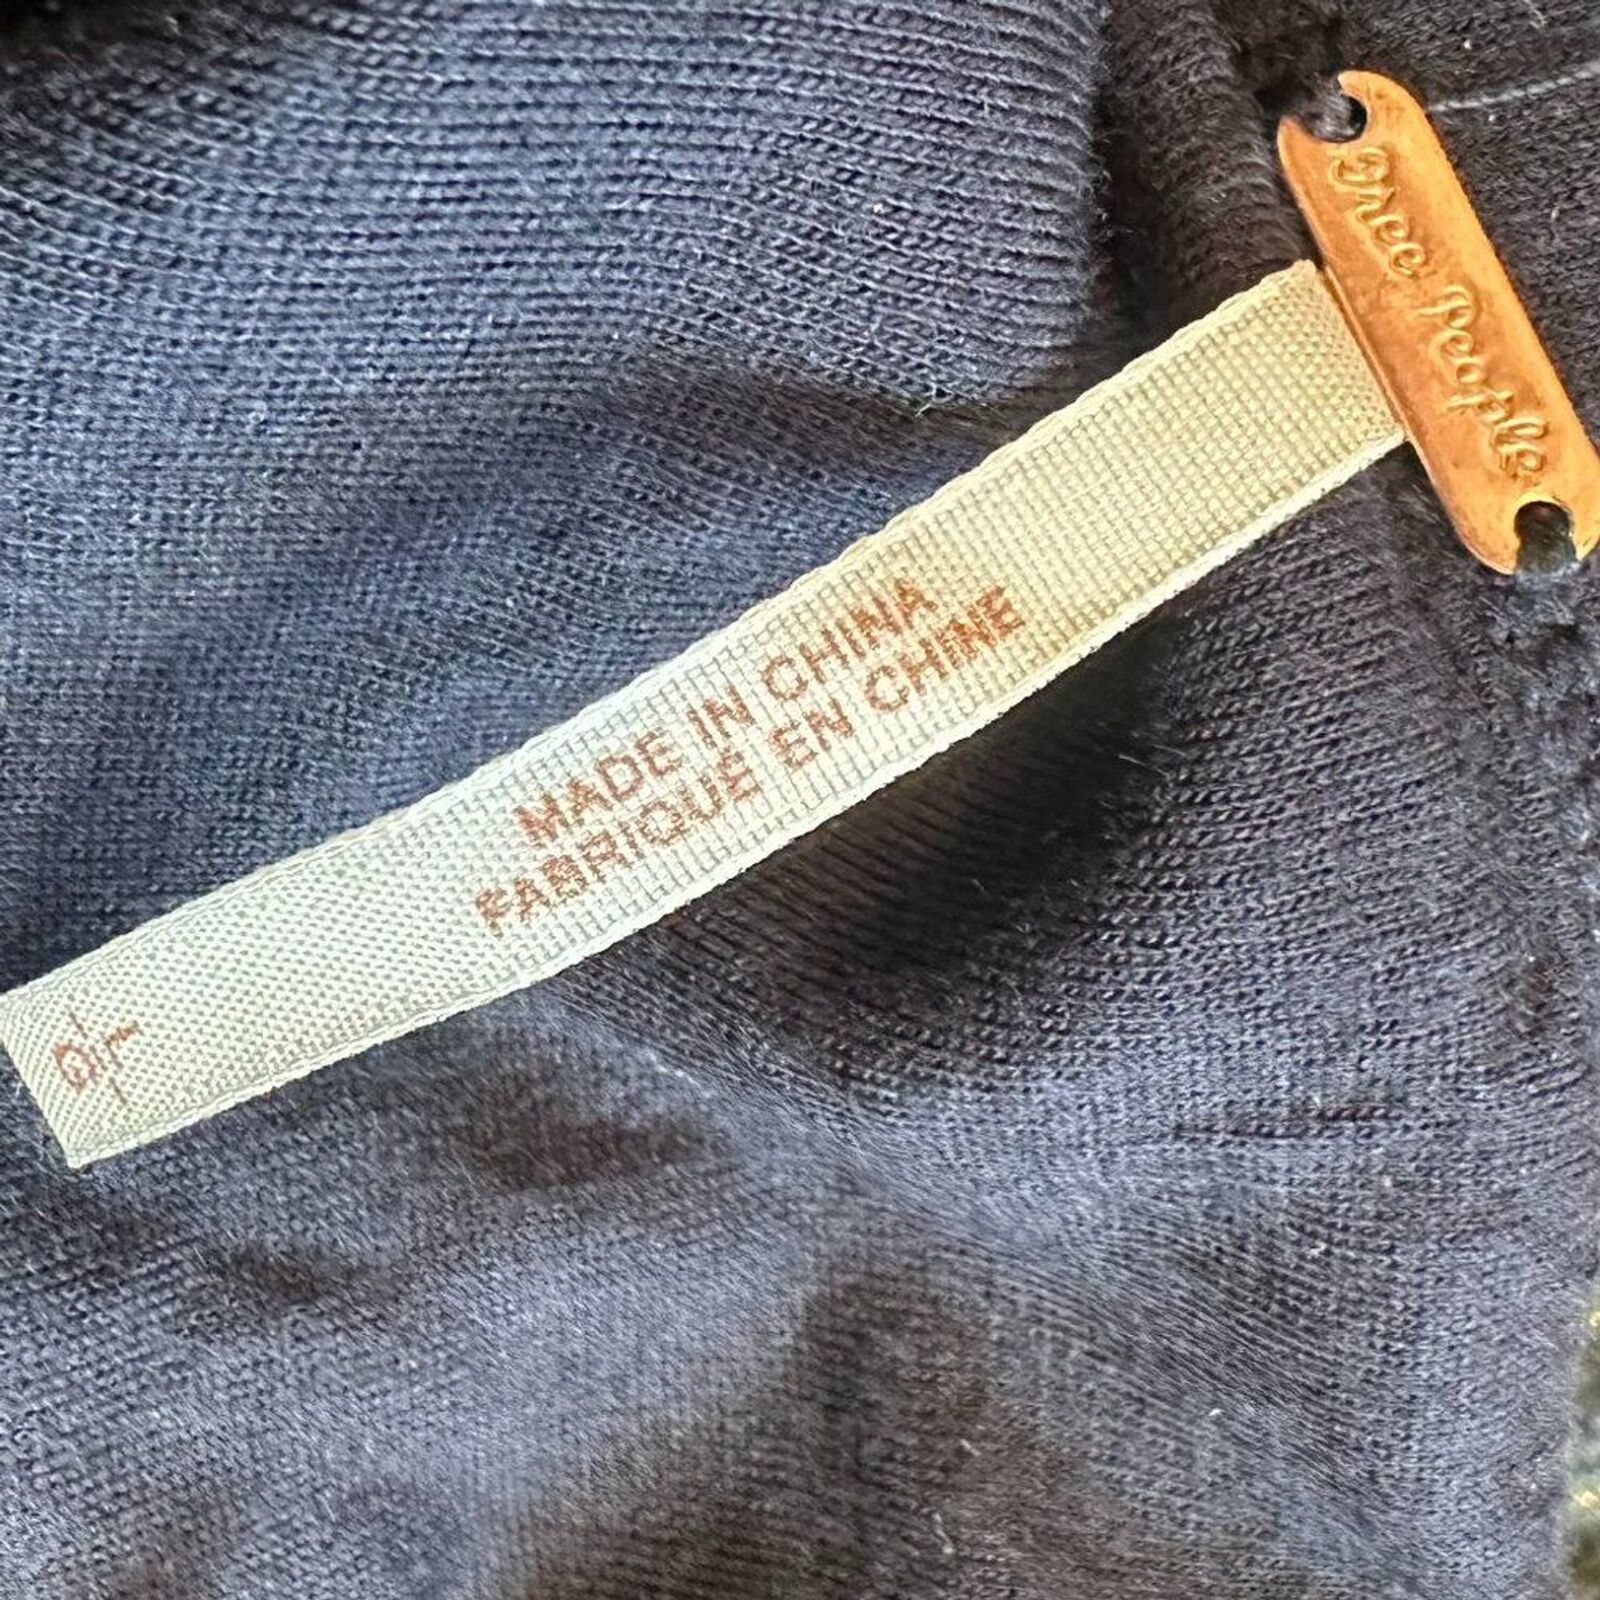 Free People
MADE IN CHINA
FABRIQUÉ EN CHINE